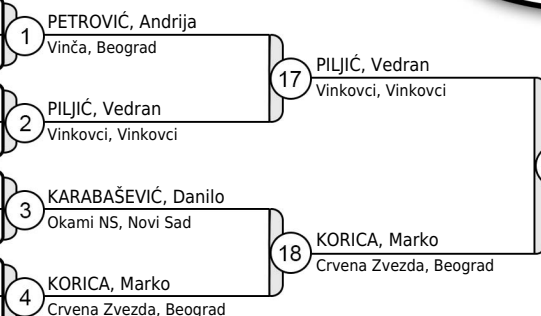 1
PETROVIĆ, Andrija
Vinča, Beograd
2
PILJIĆ, Vedran
Vinkovci, Vinkovci
17
PILJIĆ, Vedran
Vinkovci, Vinkovci
3
KARABAŠEVIĆ, Danilo
Okami NS, Novi Sad
4
KORICA, Marko
Crvena Zvezda, Beograd
18
KORICA, Marko
Crvena Zvezda, Beograd